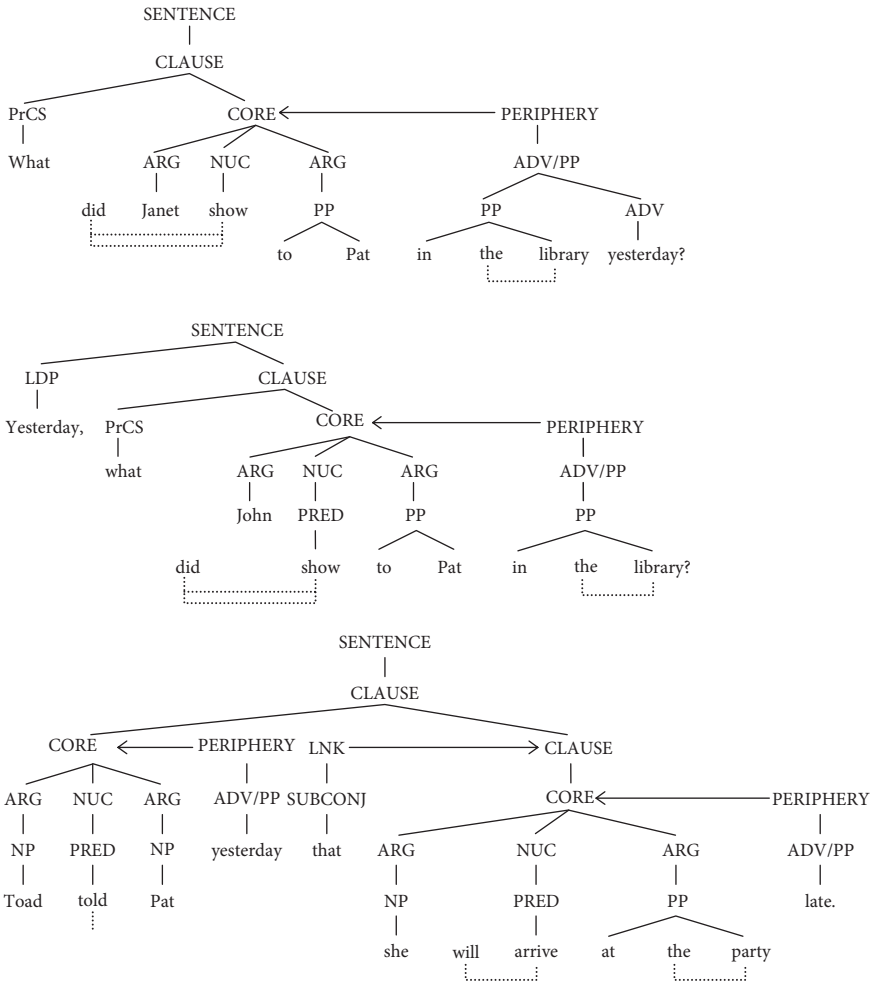 SENTENCE
CLAUSE
PrCS CORE PERIPHERY
What ARG NUC ARG ADV/PP
did Janet show PP PP ADV
to Pat in the library yesterday?
SENTENCE
LDP CLAUSE
Yesterday, PrCS CORE PERIPHERY
what ARG NUC ARG ADV/PP
John PRED PP PP
did show to Pat in the library?
SENTENCE
CLAUSE
CORE PERIPHERY LNK CLAUSE
ARG NUC ARG ADV/PP SUBCONJ CORE PERIPHERY
NP PRED NP yesterday that ARG NUC ARG ADV/PP
Toad told Pat NP PRED PP late.
she will arrive at the party